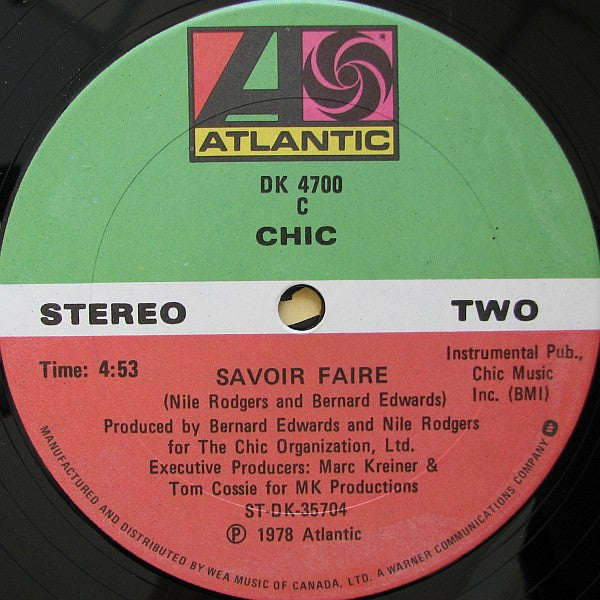 ATLANTIC
DK 4700
C
CHIC
STEREO
TWO
Time: 4:53
SAVOIR FAIRE
Instrumental Pub.,
Chic Music
Inc. (BMI)
(Nile Rodgers and Bernard Edwards)
Produced by Bernard Edwards and Nile Rodgers
for The Chic Organization, Ltd.
Executive Producers: Marc Kreiner &
Tom Cossie for MK Productions
ST-DK-35704
Ⓟ 1978 Atlantic
MANUFACTURED AND DISTRIBUTED BY WEA MUSIC OF CANADA, LTD. A WARNER COMMUNICATIONS COMPANY